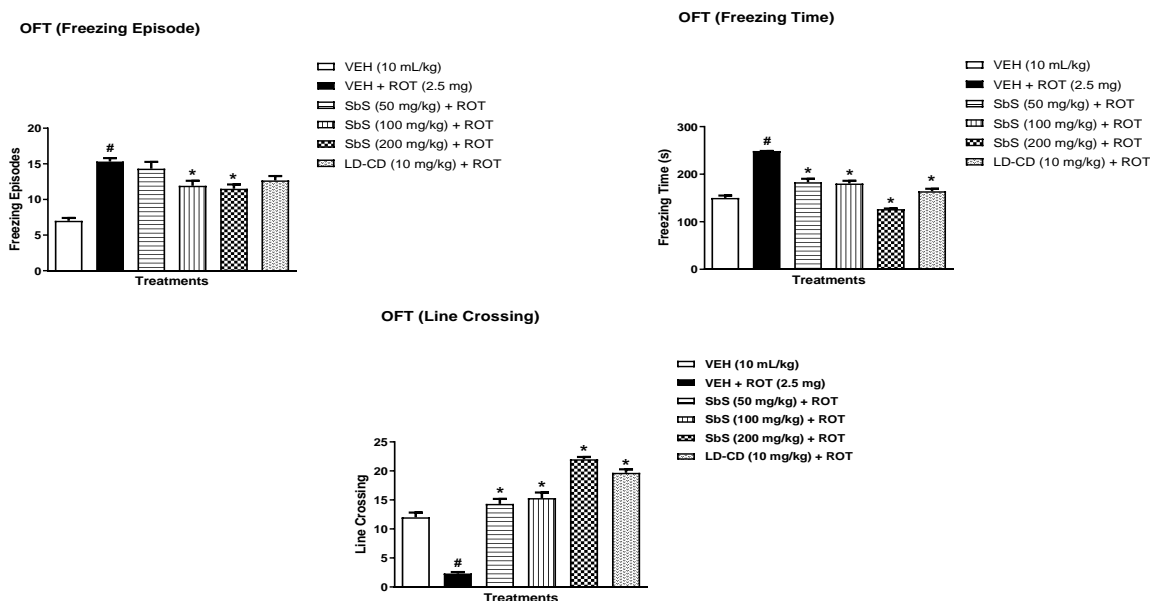 OFT (Freezing Episode)
VEH (10 mL/kg)
VEH + ROT (2.5 mg)
SbS (50 mg/kg) + ROT
SbS (100 mg/kg) + ROT
SbS (200 mg/kg) + ROT
LD-CD (10 mg/kg) + ROT
Freezing Episodes
20
15
10
5
0
#
*
*
Treatments
OFT (Freezing Time)
VEH (10 mL/kg)
VEH + ROT (2.5 mg)
SbS (50 mg/kg) + ROT
SbS (100 mg/kg) + ROT
SbS (200 mg/kg) + ROT
LD-CD (10 mg/kg) + ROT
Freezing Time (s)
300
200
100
0
#
*
*
*
*
Treatments
OFT (Line Crossing)
VEH (10 mL/kg)
VEH + ROT (2.5 mg)
SbS (50 mg/kg) + ROT
SbS (100 mg/kg) + ROT
SbS (200 mg/kg) + ROT
LD-CD (10 mg/kg) + ROT
Line Crossing
25
20
15
10
5
0
#
*
*
*
*
Treatments